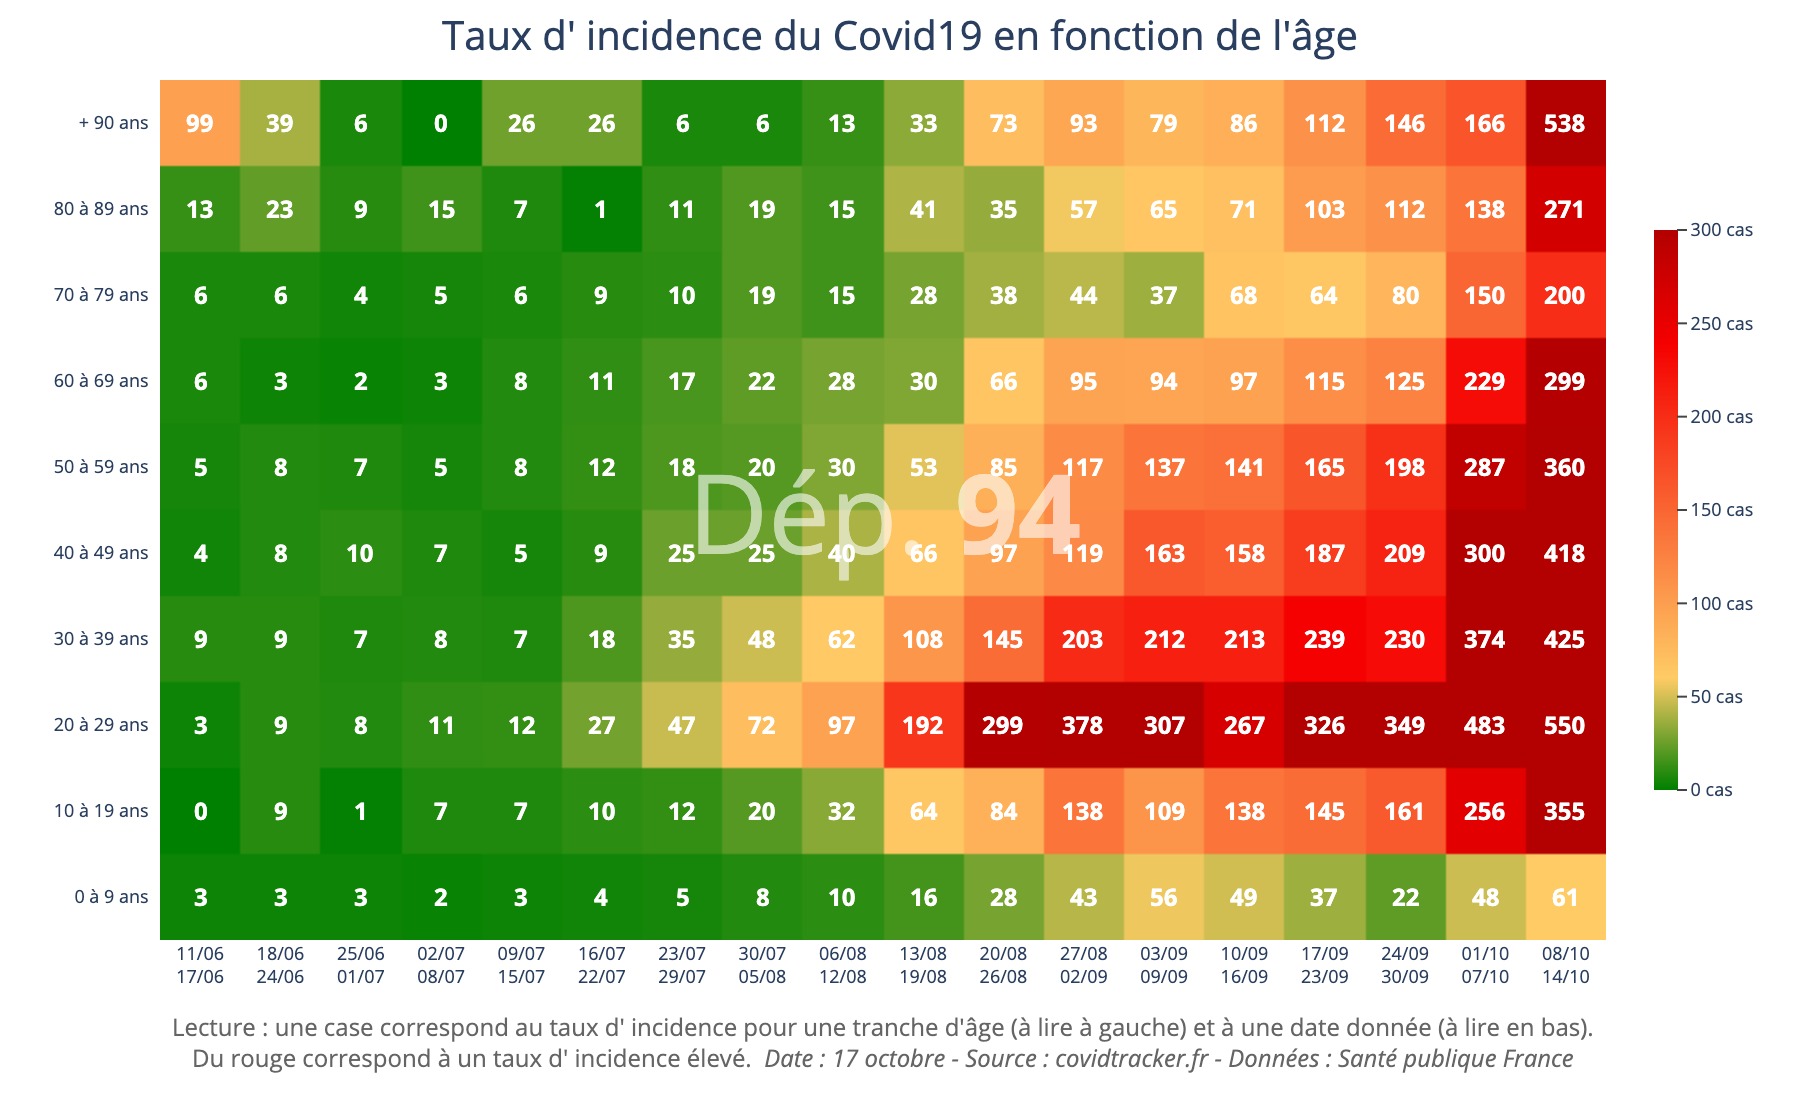 Taux d' incidence du Covid19 en fonction de l'âge
+ 90 ans 99 39 6 0 26 26 6 6 13 33 73 93 79 86 112 146 166 538
80 à 89 ans 13 23 9 15 7 1 11 19 15 41 35 57 65 71 103 112 138 271
70 à 79 ans 6 6 4 5 6 9 10 19 15 28 38 44 37 68 64 80 150 200
60 à 69 ans 6 3 2 3 8 11 17 22 28 30 66 95 94 97 115 125 229 299
50 à 59 ans 5 8 7 5 8 12 18 20 30 53 85 117 137 141 165 198 287 360
Dép. 94
40 à 49 ans 4 8 10 7 5 9 25 25 40 66 97 119 163 158 187 209 300 418
30 à 39 ans 9 9 7 8 7 18 35 48 62 108 145 203 212 213 239 230 374 425
20 à 29 ans 3 9 8 11 12 27 47 72 97 192 299 378 307 267 326 349 483 550
10 à 19 ans 0 9 1 7 7 10 12 20 32 64 84 138 109 138 145 161 256 355
0 à 9 ans 3 3 3 2 3 4 5 8 10 16 28 43 56 49 37 22 48 61
11/06 18/06 25/06 02/07 09/07 16/07 23/07 30/07 06/08 13/08 20/08 27/08 03/09 10/09 17/09 24/09 01/10 08/10
17/06 24/06 01/07 08/07 15/07 22/07 29/07 05/08 12/08 19/08 26/08 02/09 09/09 16/09 23/09 30/09 07/10 14/10
300 cas
250 cas
200 cas
150 cas
100 cas
50 cas
0 cas
Lecture : une case correspond au taux d' incidence pour une tranche d'âge (à lire à gauche) et à une date donnée (à lire en bas).
Du rouge correspond à un taux d' incidence élevé. Date : 17 octobre - Source : covidtracker.fr - Données : Santé publique France